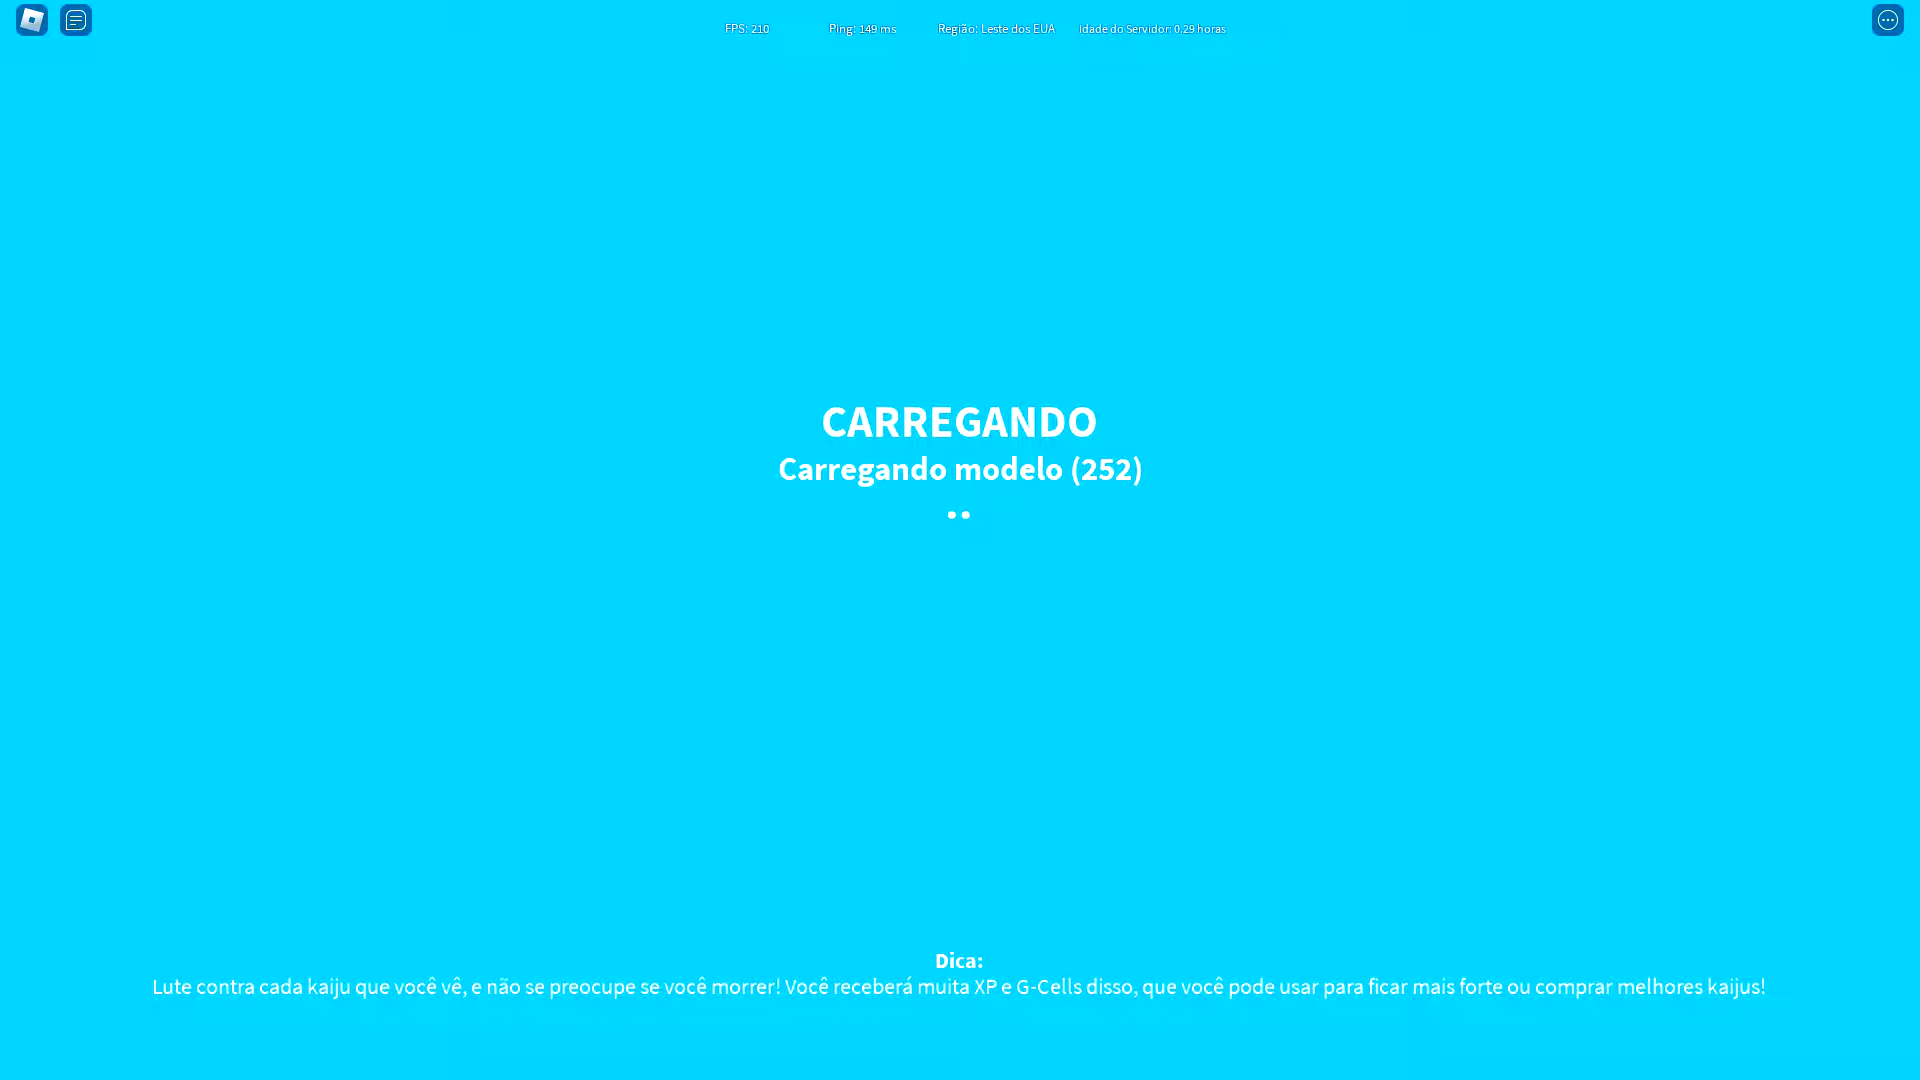 FPS: 210 Ping: 149 ms Região: Leste dos EUA Idade do Servidor: 0.29 horas
CARREGANDO
Carregando modelo (252)
••
Dica:
Lute contra cada kaiju que você vê, e não se preocupe se você morrer! Você receberá muita XP e G-Cells disso, que você pode usar para ficar mais forte ou comprar melhores kaijus!